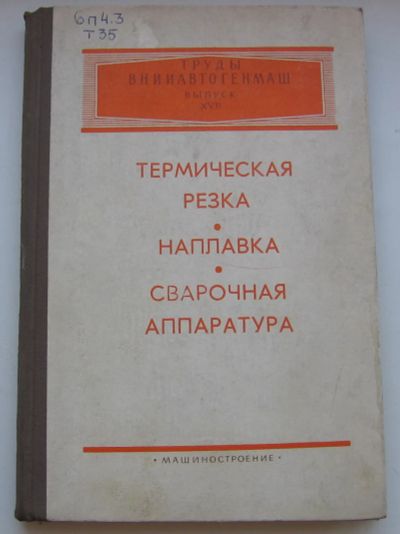 6П4.3
Т35
ТРУДЫ
ВНИИАВТОГЕНМАШ
ВЫПУСК
XVII
ТЕРМИЧЕСКАЯ
РЕЗКА
•
НАПЛАВКА
•
СВАРОЧНАЯ
АППАРАТУРА
• МАШИНОСТРОЕНИЕ •